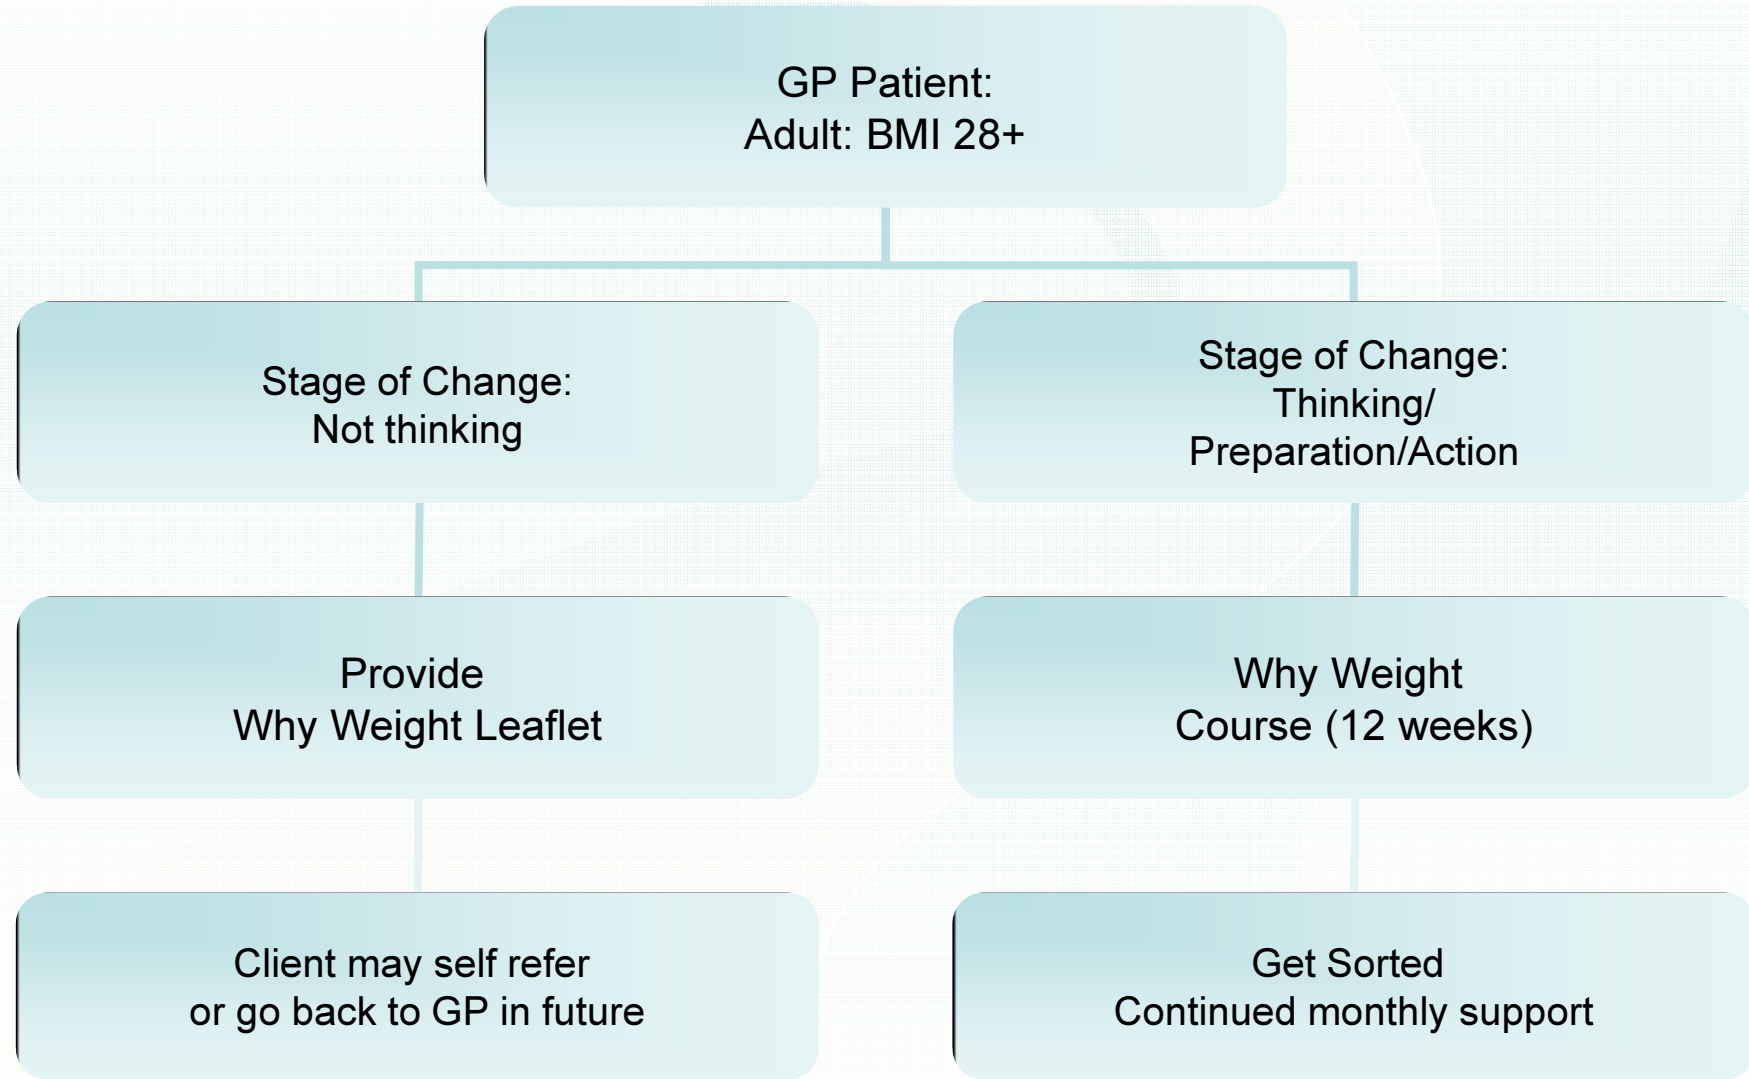 GP Patient:
Adult: BMI 28+
Stage of Change:
Not thinking
Stage of Change:
Thinking/
Preparation/Action
Provide
Why Weight Leaflet
Why Weight
Course (12 weeks)
Client may self refer
or go back to GP in future
Get Sorted
Continued monthly support